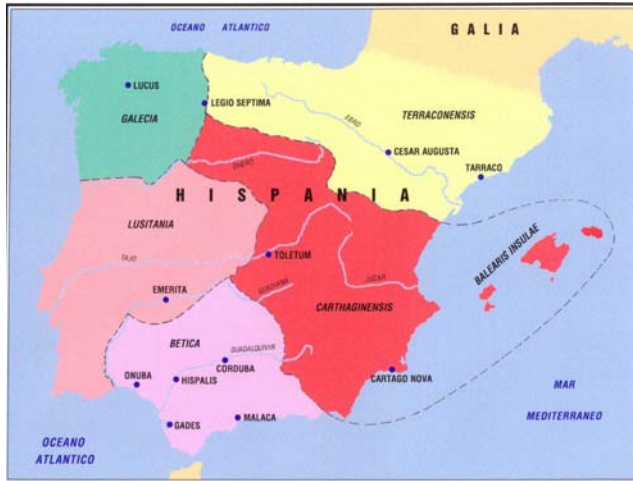 OCEANO ATLANTICO
GALIA
LUCUS
LEGIO SEPTIMA
GALECIA
EBRO
TERRACONENSIS
CESAR AUGUSTA
DUERO
TARRACO
HISPANIA
LUSITANIA
BALEARIS INSULAE
TAJO
TOLETUM
JUCAR
GUADIANA
EMERITA
CARTHAGINENSIS
BETICA
GUADALQUIVIR
CORDUBA
ONUBA
HISPALIS
CARTAGO NOVA
MAR
MEDITERRANEO
GADES
MALACA
OCEANO
ATLANTICO